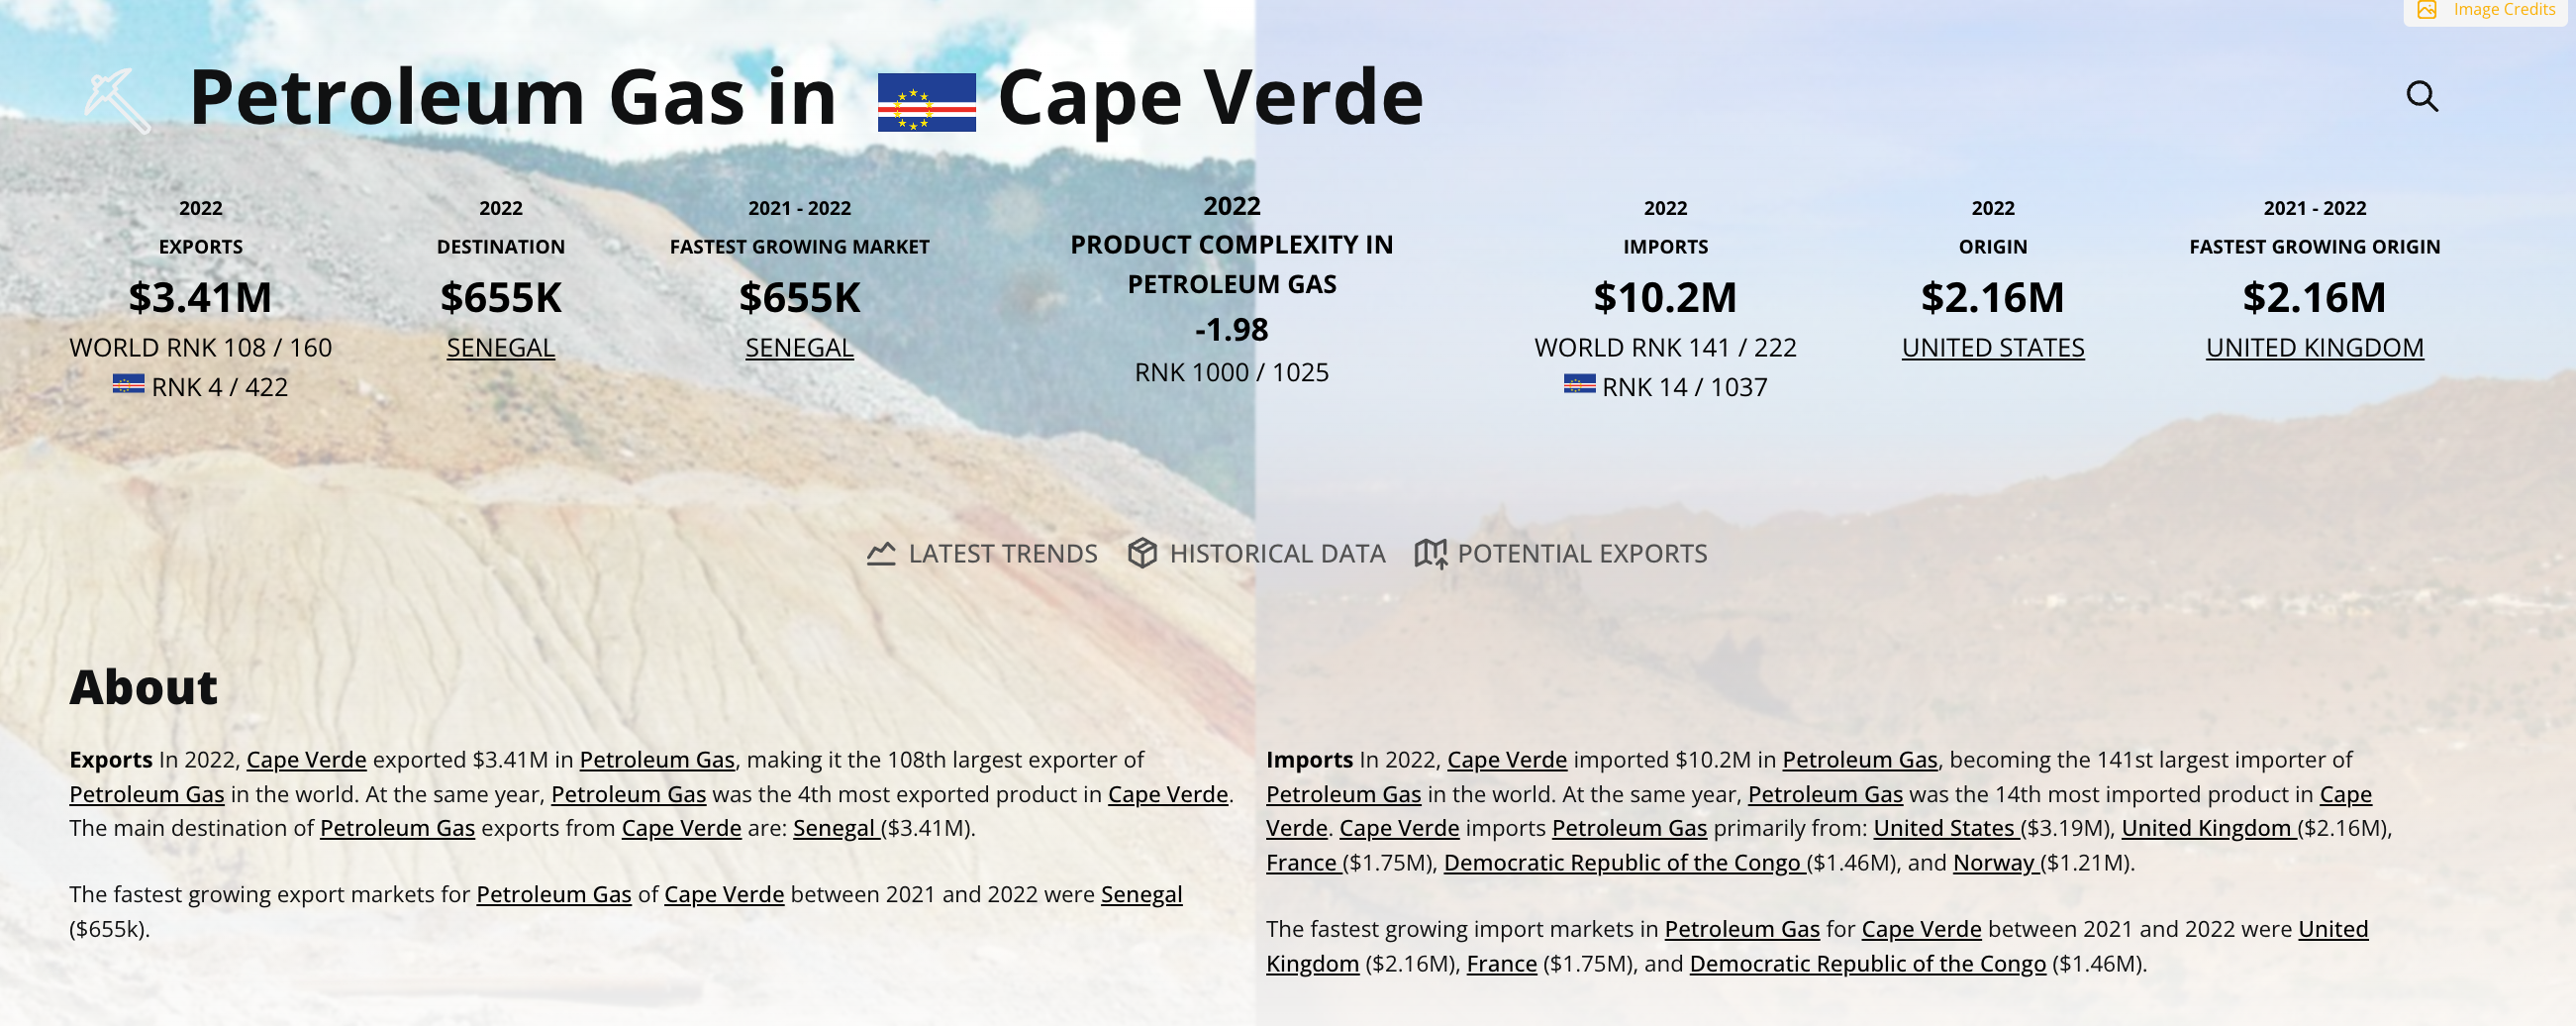 Image Credits
Petroleum Gas in Cape Verde
2022
EXPORTS
$3.41M
WORLD RNK 108 / 160
RNK 4 / 422
2022
DESTINATION
$655K
SENEGAL
2021 - 2022
FASTEST GROWING MARKET
$655K
SENEGAL
2022
PRODUCT COMPLEXITY IN
PETROLEUM GAS
-1.98
RNK 1000 / 1025
2022
IMPORTS
$10.2M
WORLD RNK 141 / 222
RNK 14 / 1037
2022
ORIGIN
$2.16M
UNITED STATES
2021 - 2022
FASTEST GROWING ORIGIN
$2.16M
UNITED KINGDOM
LATEST TRENDS
HISTORICAL DATA
POTENTIAL EXPORTS
About
Exports In 2022, Cape Verde exported $3.41M in Petroleum Gas, making it the 108th largest exporter of
Petroleum Gas in the world. At the same year, Petroleum Gas was the 4th most exported product in Cape Verde.
The main destination of Petroleum Gas exports from Cape Verde are: Senegal ($3.41M).
The fastest growing export markets for Petroleum Gas of Cape Verde between 2021 and 2022 were Senegal
($655k).
Imports In 2022, Cape Verde imported $10.2M in Petroleum Gas, becoming the 141st largest importer of
Petroleum Gas in the world. At the same year, Petroleum Gas was the 14th most imported product in Cape
Verde. Cape Verde imports Petroleum Gas primarily from: United States ($3.19M), United Kingdom ($2.16M),
France ($1.75M), Democratic Republic of the Congo ($1.46M), and Norway ($1.21M).
The fastest growing import markets in Petroleum Gas for Cape Verde between 2021 and 2022 were United
Kingdom ($2.16M), France ($1.75M), and Democratic Republic of the Congo ($1.46M).